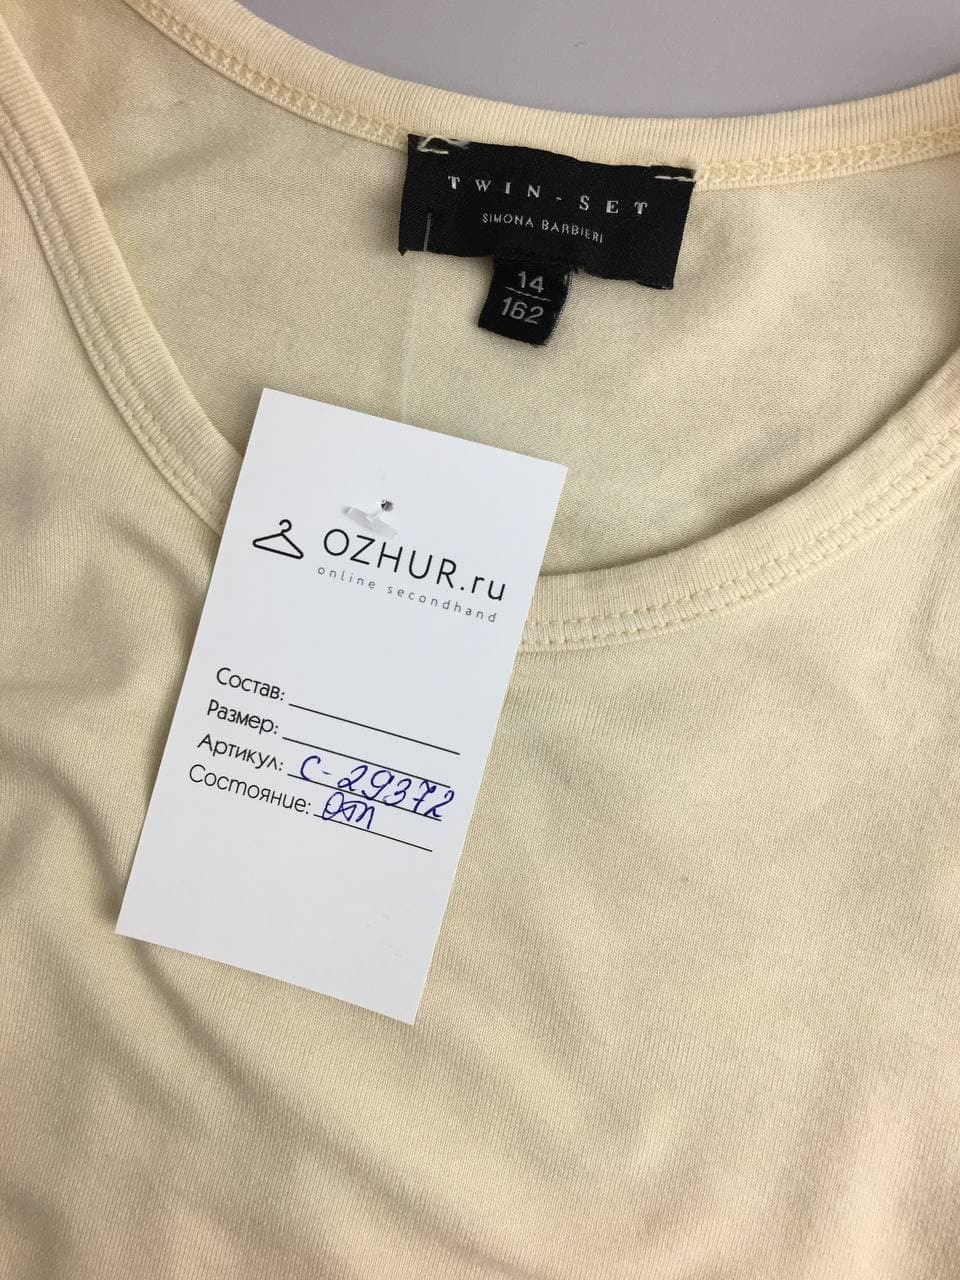 TWIN-SET
SIMONA BARBIERI
14
162
OZHUR.ru
online secondhand
Состав:
Размер:
Артикул: С-29372
Состояние: отл